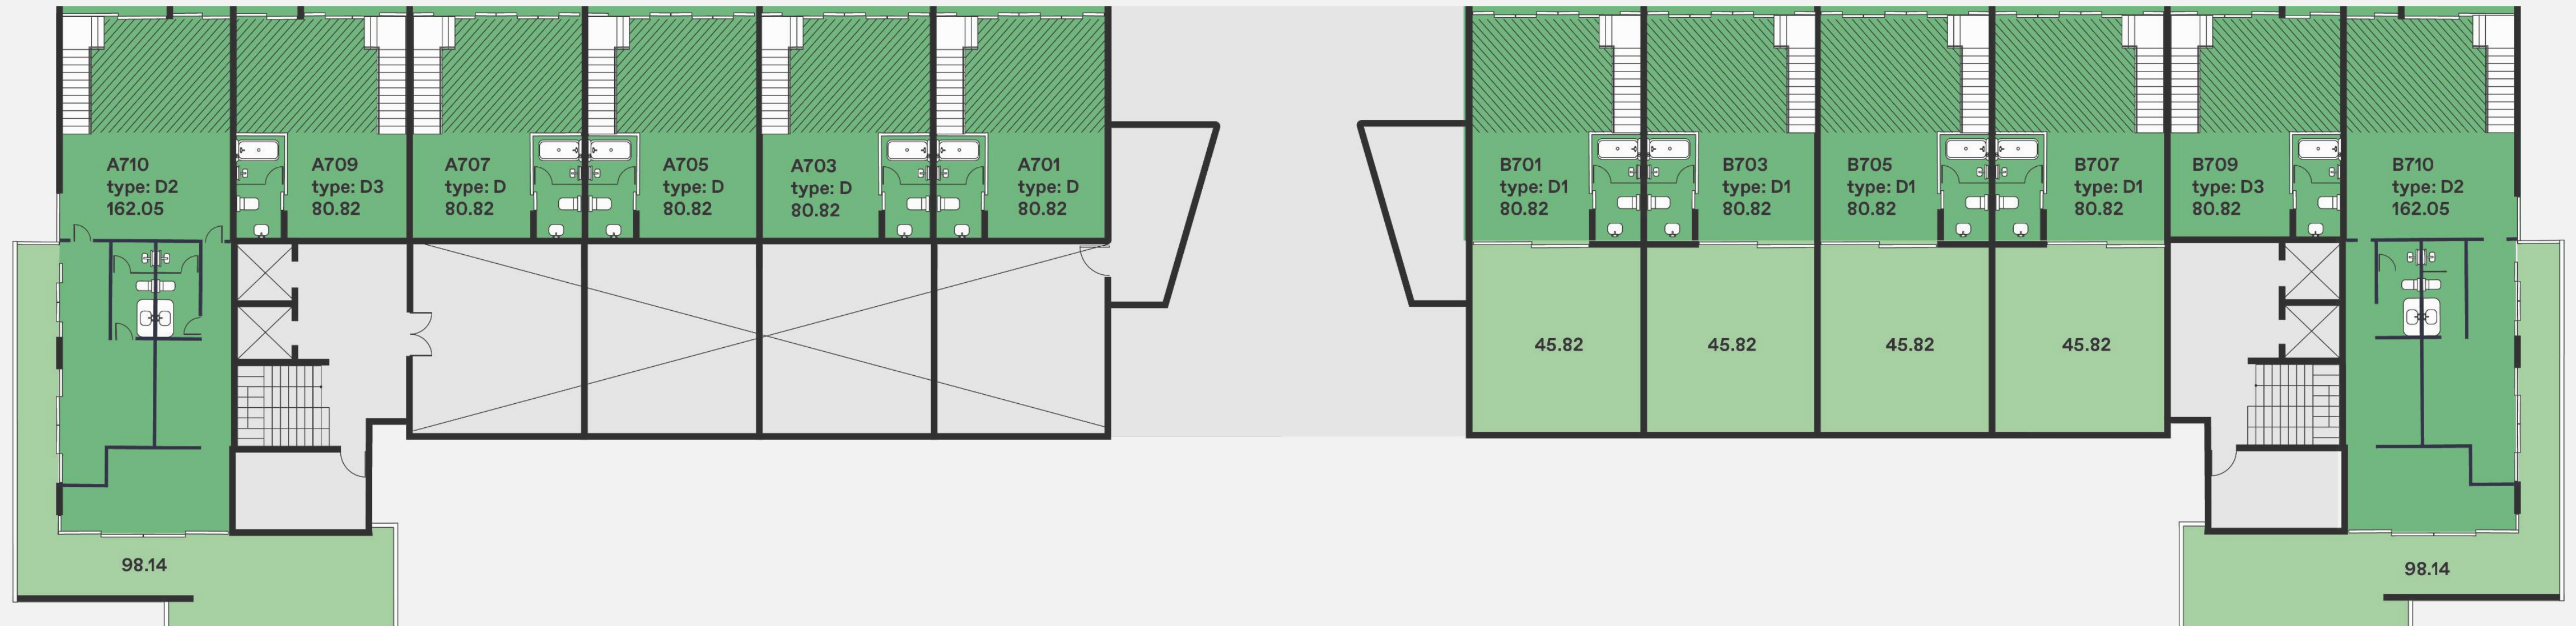 A710
type: D2
162.05
A709
type: D3
80.82
A707
type: D
80.82
A705
type: D
80.82
A703
type: D
80.82
A701
type: D
80.82
B701
type: D1
80.82
B703
type: D1
80.82
B705
type: D1
80.82
B707
type: D1
80.82
B709
type: D3
80.82
B710
type: D2
162.05
45.82
45.82
45.82
45.82
98.14
98.14